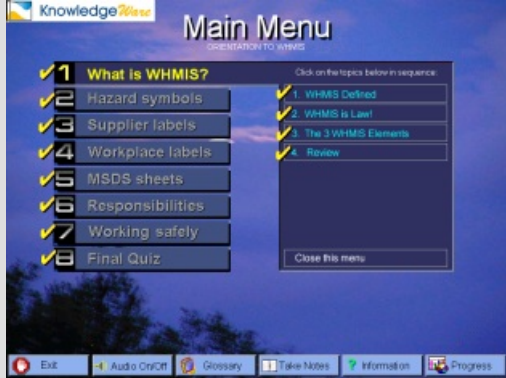 KnowledgeWare
Main Menu
ORIENTATION TO WHMIS
1 What is WHMIS?
2 Hazard symbols
3 Supplier labels
4 Workplace labels
5 MSDS sheets
6 Responsibilities
7 Working safely
8 Final Quiz
Click on the topics below in sequence:
1. WHMIS Defined
2. WHMIS is Law!
3. The 3 WHMIS Elements
4. Review
Close this menu
Exit
Audio On/Off
Glossary
Take Notes
? Information
Progress